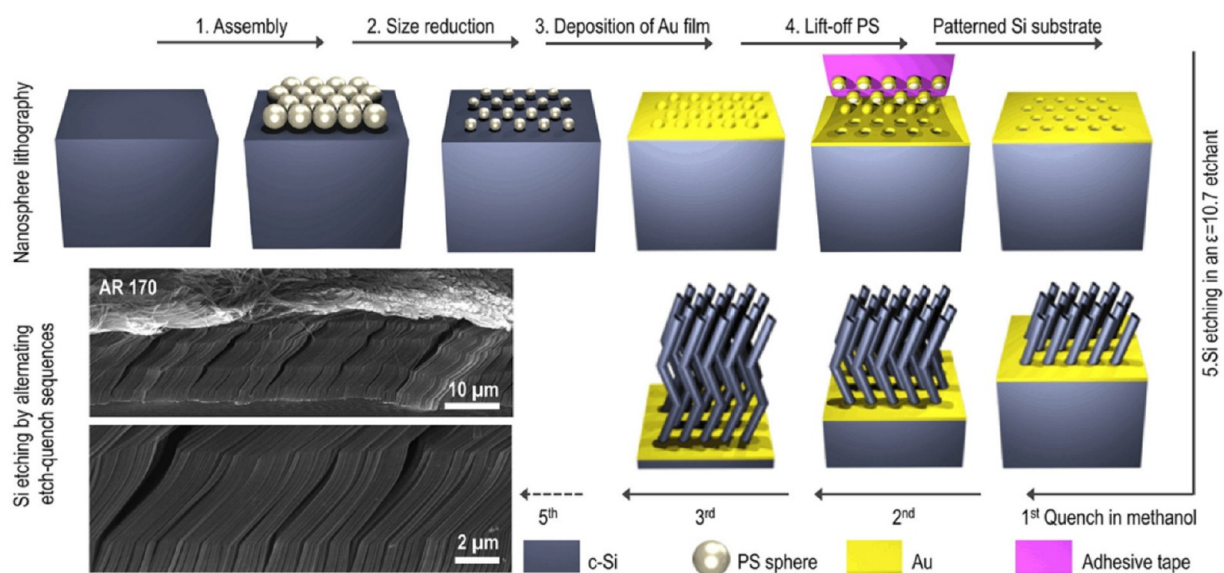 1. Assembly
2. Size reduction
3. Deposition of Au film
4. Lift-off PS
Patterned Si substrate
Nanosphere lithography
5.Si etching in an ε=10.7 etchant
Si etching by alternating
etch-quench sequences
AR 170
10 µm
2 µm
5th
3rd
2nd
1st Quench in methanol
c-Si
PS sphere
Au
Adhesive tape